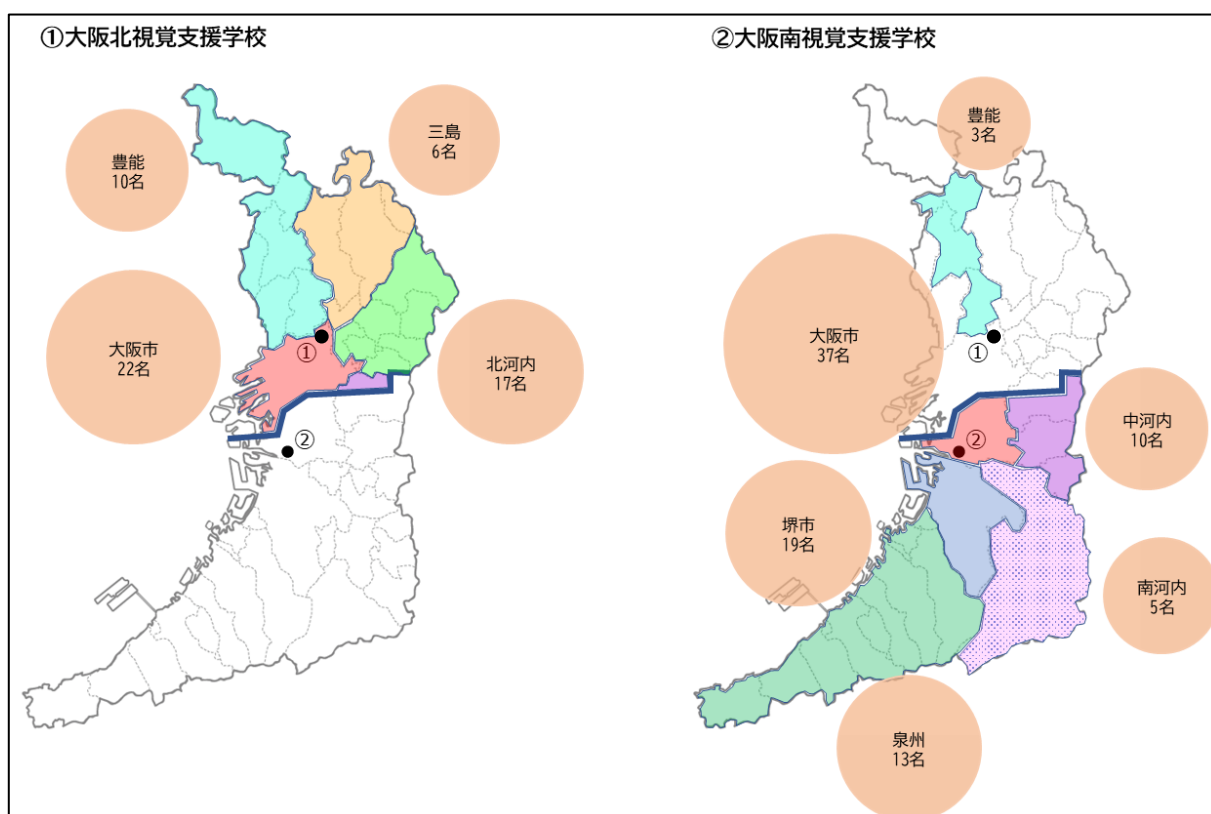 ①大阪北視覚支援学校
豊能
10名
三島
6名
大阪市
22名
北河内
17名
①
②
②大阪南視覚支援学校
豊能
3名
大阪市
37名
①
②
中河内
10名
堺市
19名
南河内
5名
泉州
13名